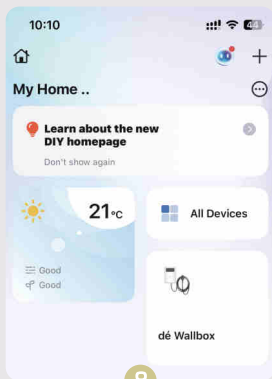 10:10
44
My Home ..
Learn about the new
DIY homepage
Don't show again
21°C
All Devices
Good
Good
dé Wallbox